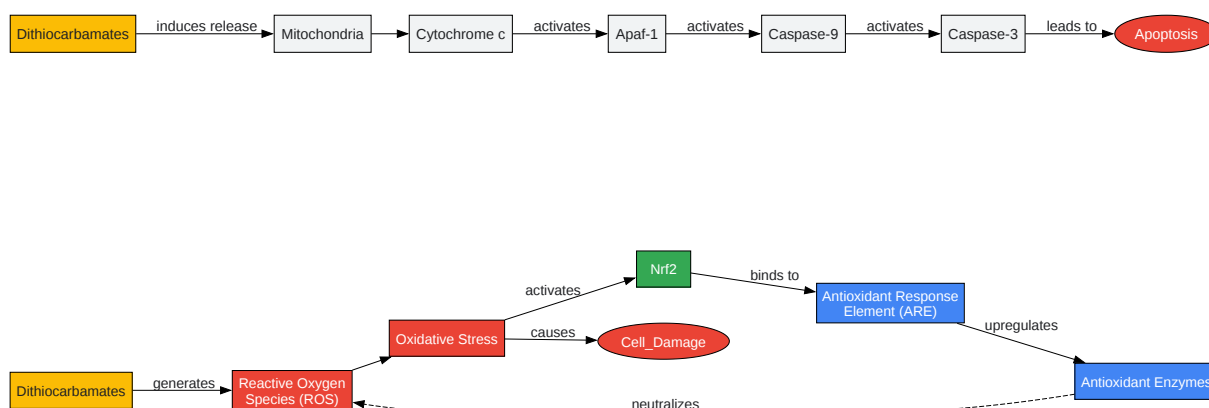 Dithiocarbamates
induces release
Mitochondria
Cytochrome c
activates
Apaf-1
activates
Caspase-9
activates
Caspase-3
leads to
Apoptosis
Nrf2
binds to
Antioxidant Response
Element (ARE)
activates
upregulates
Oxidative Stress
causes
Cell_Damage
Dithiocarbamates
generates
Reactive Oxygen
Species (ROS)
Antioxidant Enzymes
neutralizes